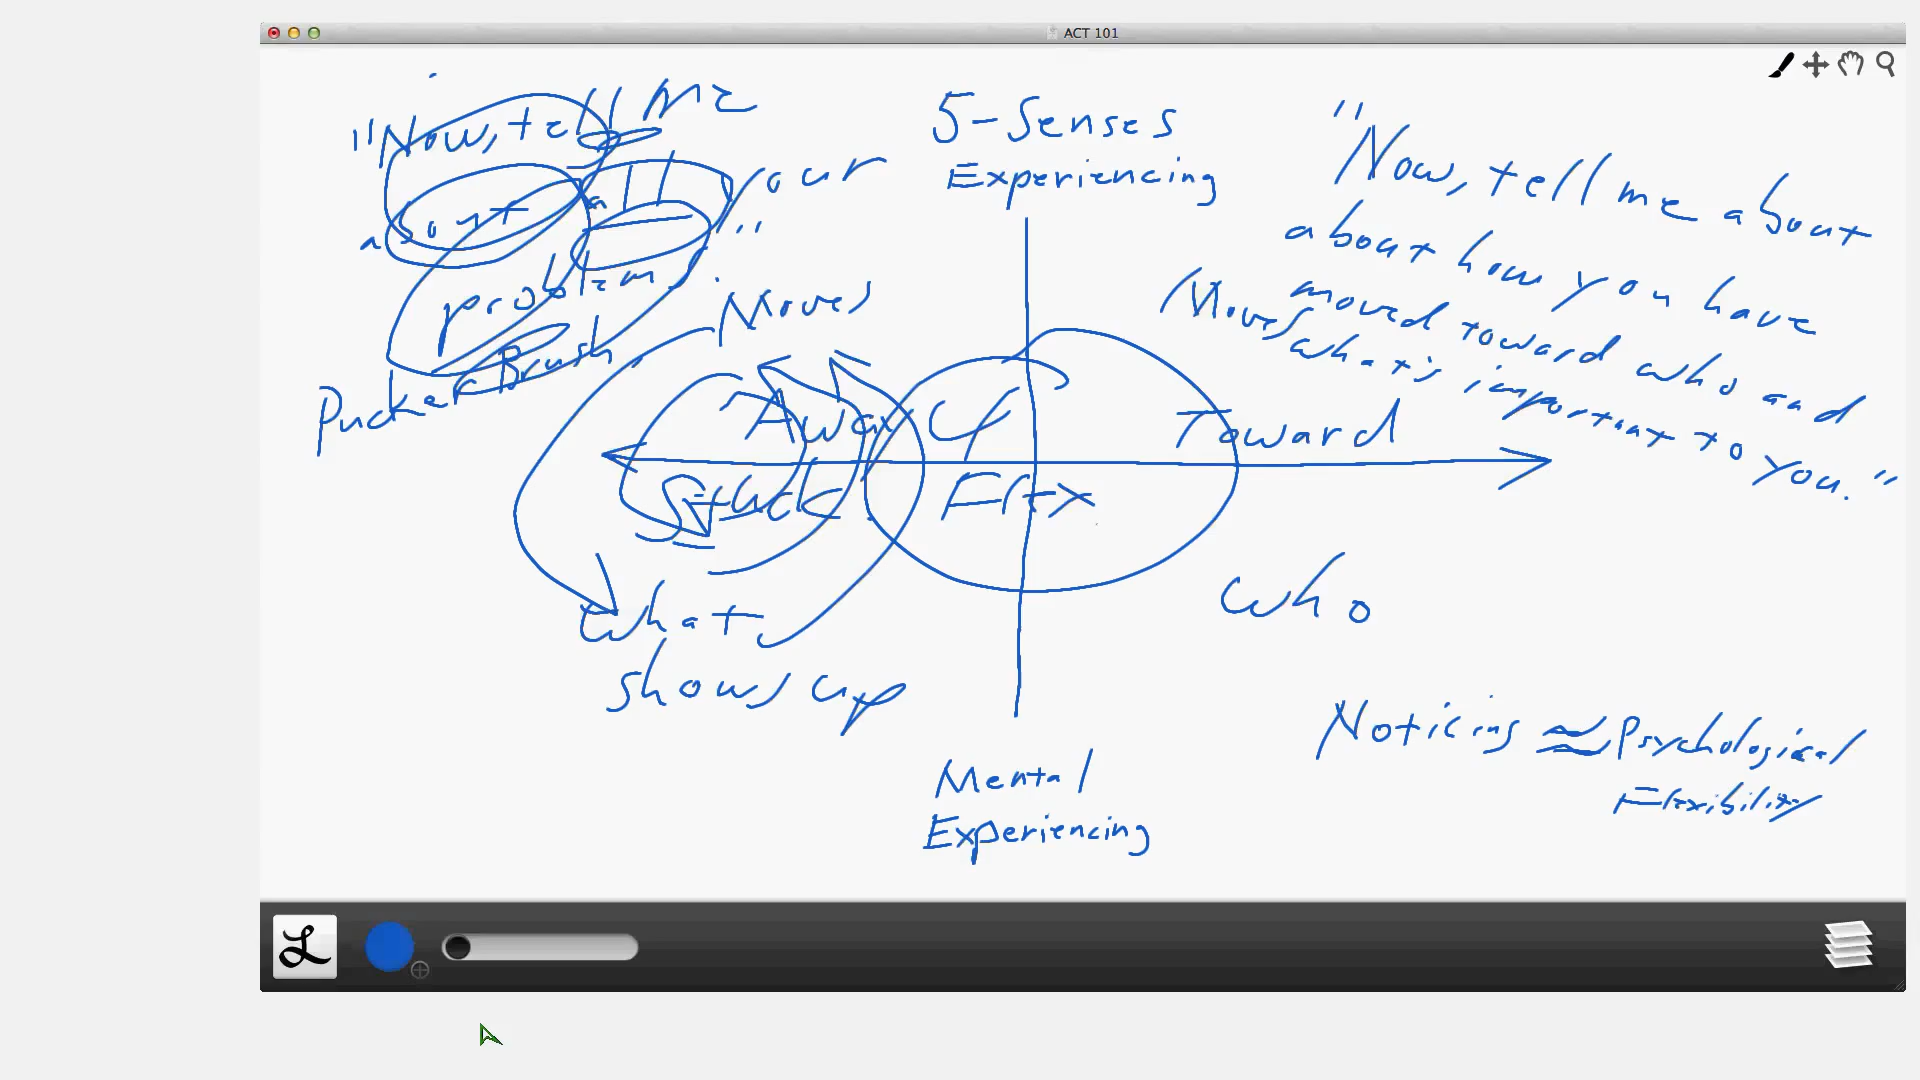 ACT 101
"Now, tell me
about all your
problems."
Pucker Brush
5-Senses
Experiencing
"Now, tell me about
about how you have
moved toward who and
what's important to
you."
Moves
Moves
Away
Toward
Stuck
Flex
What
shows up
Who
Mental
Experiencing
Noticing ≈ Psychological
Flexibility